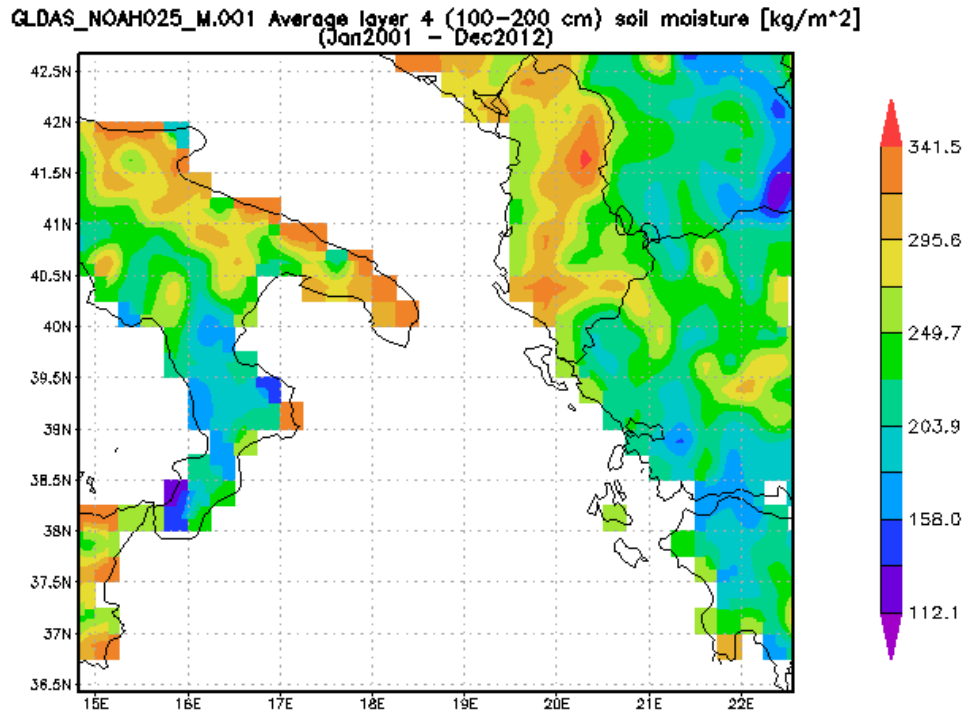 GLDAS_NOAH025_M.001 Average layer 4 (100-200 cm) soil moisture [kg/m^2]
(Jan2001 - Dec2012)
42.5N
42N
41.5N
41N
40.5N
40N
39.5N
39N
38.5N
38N
37.5N
37N
36.5N
15E
16E
17E
18E
19E
20E
21E
22E
341.5
295.6
249.7
203.9
158.0
112.1